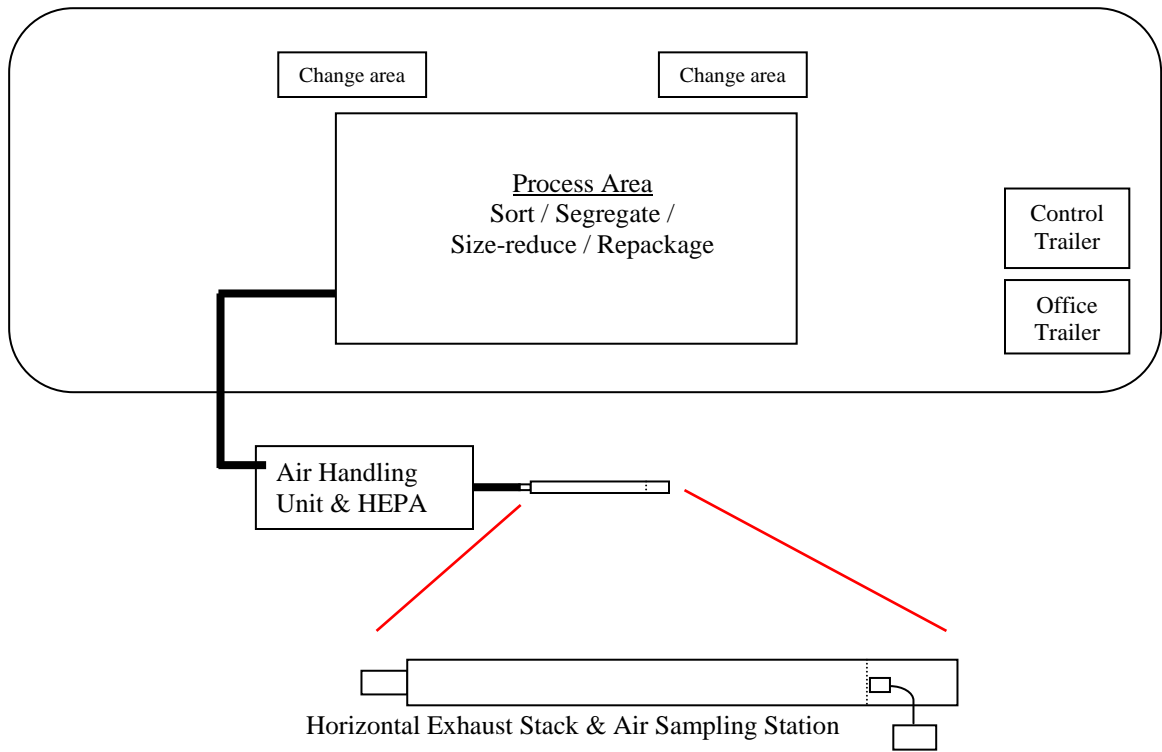 Change area
Change area
Process Area
Sort / Segregate /
Size-reduce / Repackage
Control
Trailer
Office
Trailer
Air Handling
Unit & HEPA
Horizontal Exhaust Stack & Air Sampling Station